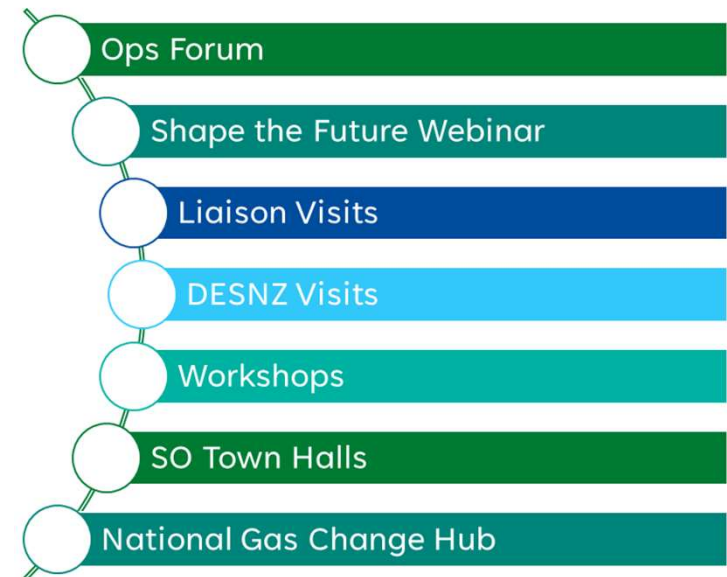 Ops Forum
Shape the Future Webinar
Liaison Visits
DESNZ Visits
Workshops
SO Town Halls
National Gas Change Hub